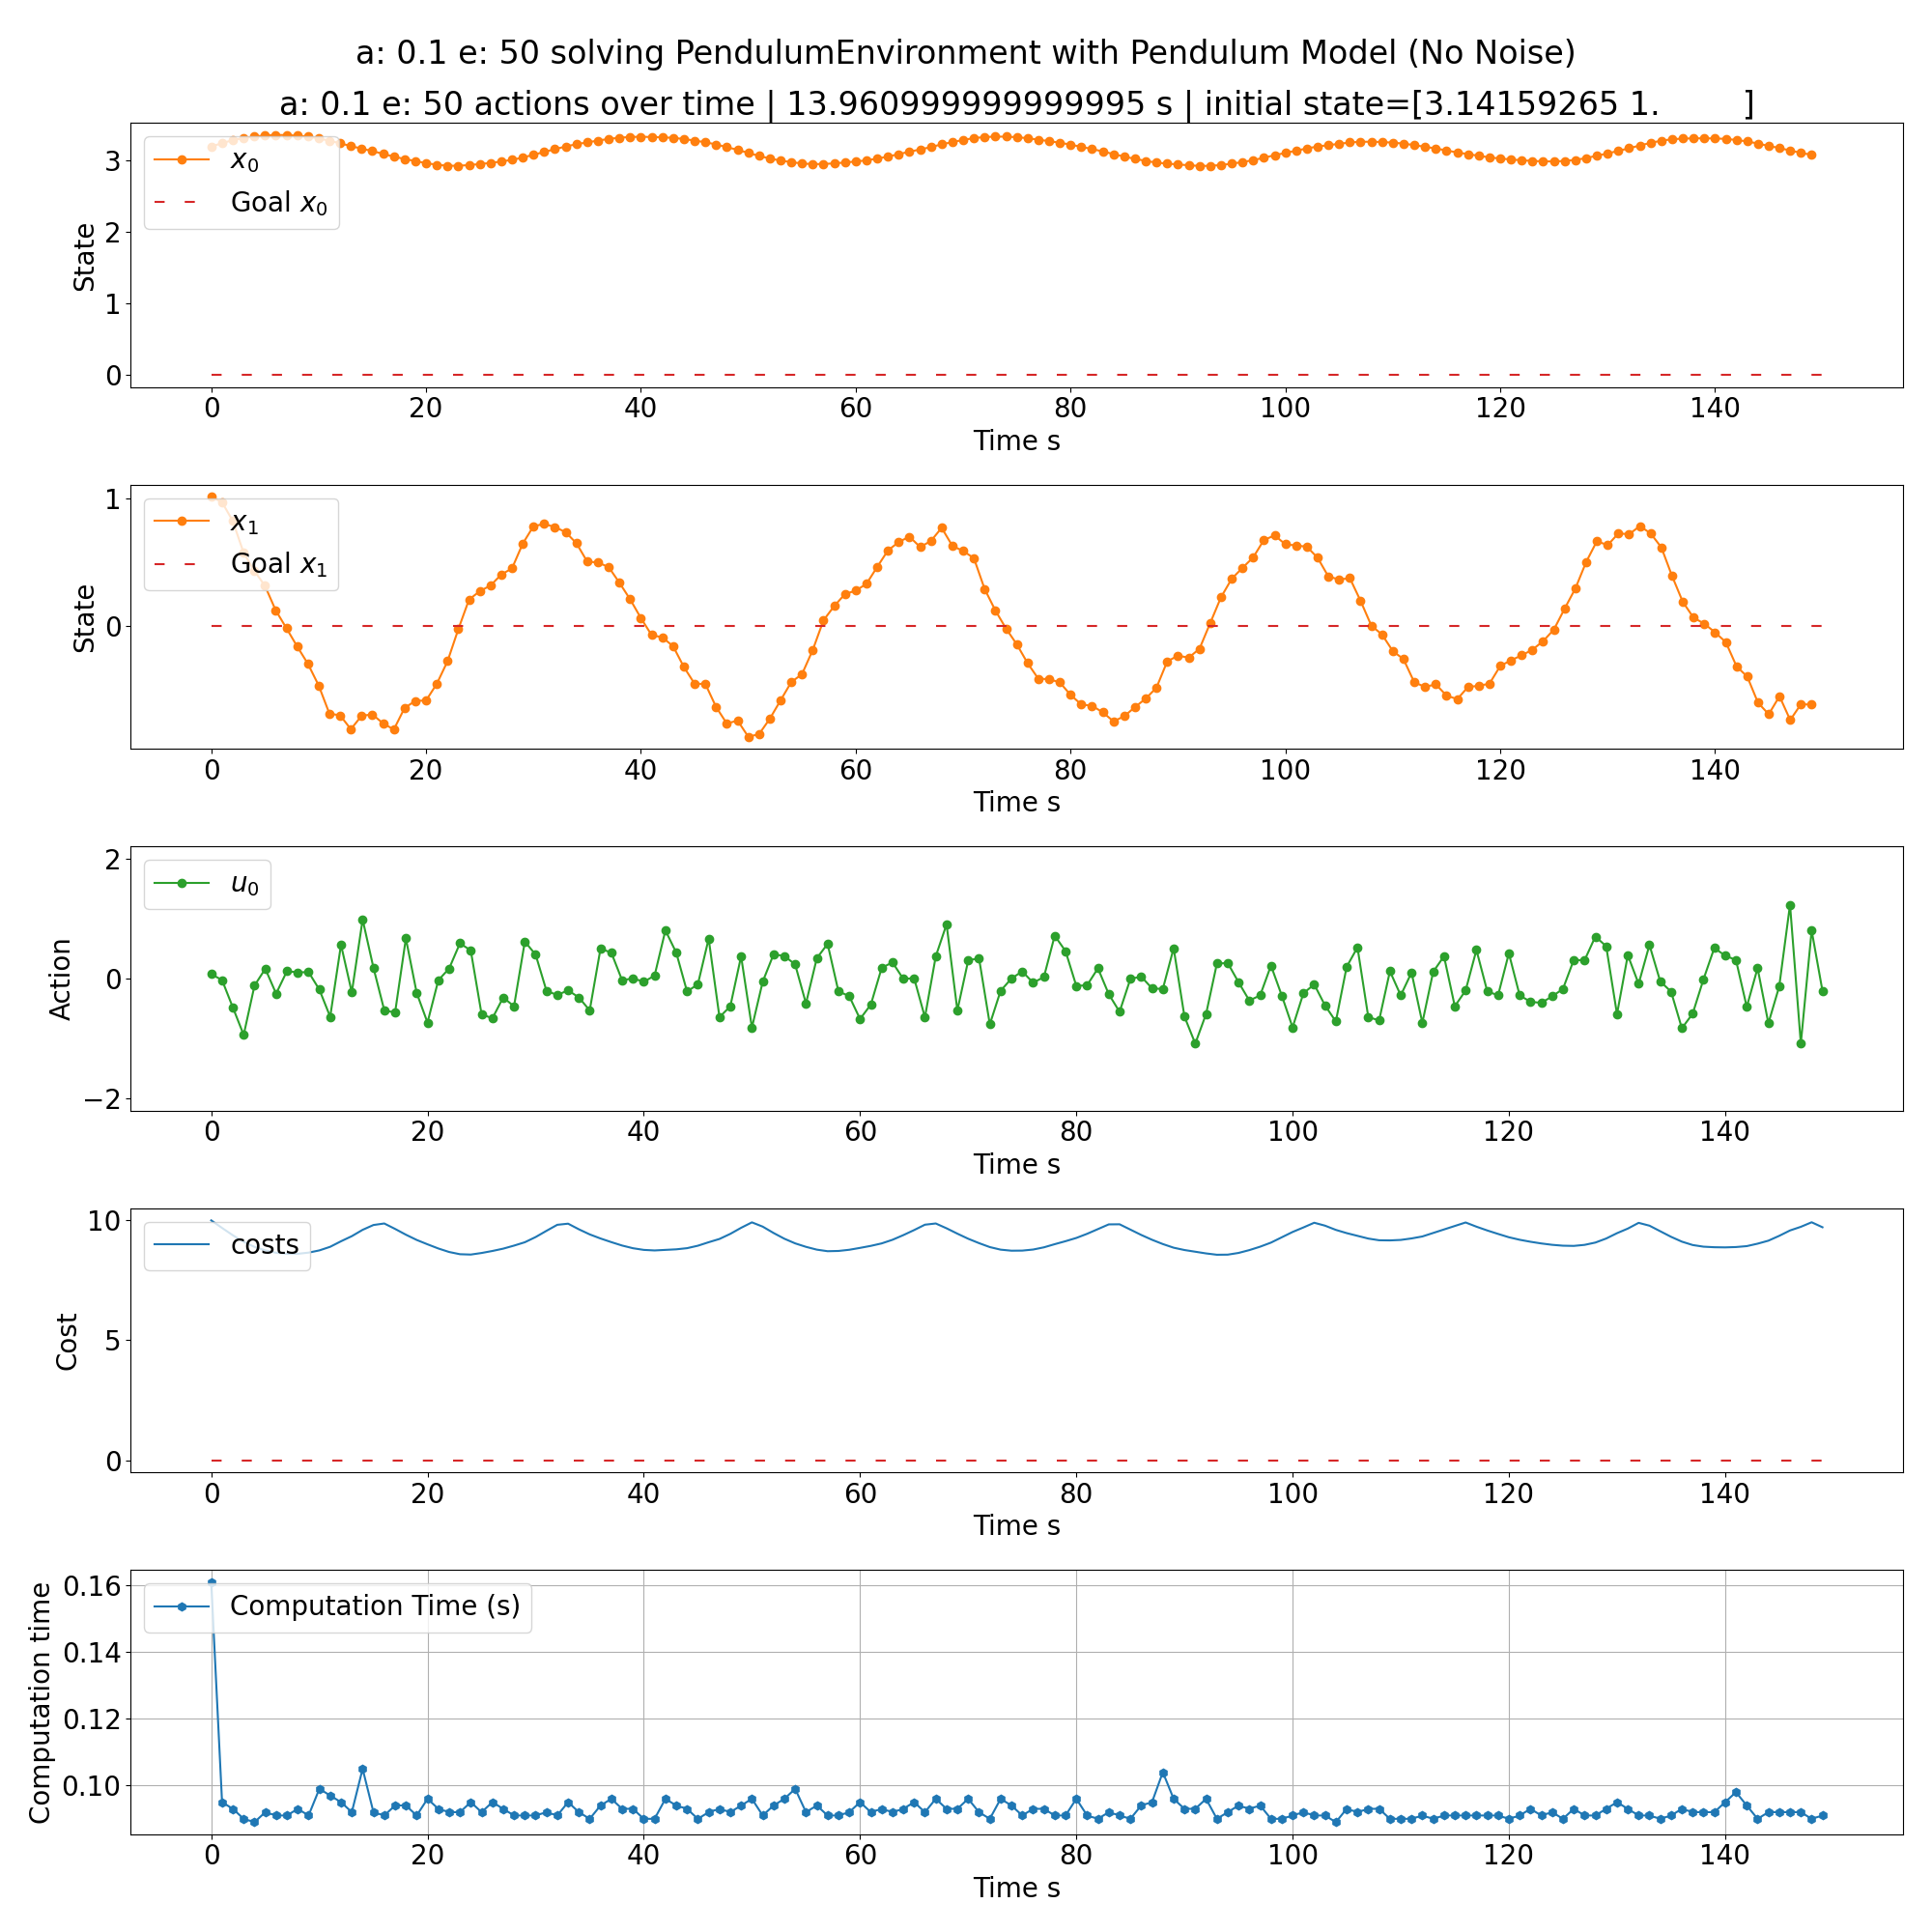 a: 0.1 e: 50 solving PendulumEnvironment with Pendulum Model (No Noise)
a: 0.1 e: 50 actions over time | 13.960999999999995 s | initial state=[3.14159265 1.        ]
3
2
1
0
State
x_0
Goal x_0
0 20 40 60 80 100 120 140
Time s
1
0
State
x_1
Goal x_1
0 20 40 60 80 100 120 140
Time s
2
0
−2
Action
u_0
0 20 40 60 80 100 120 140
Time s
10
5
0
Cost
costs
0 20 40 60 80 100 120 140
Time s
0.16
0.14
0.12
0.10
Computation time
Computation Time (s)
0 20 40 60 80 100 120 140
Time s